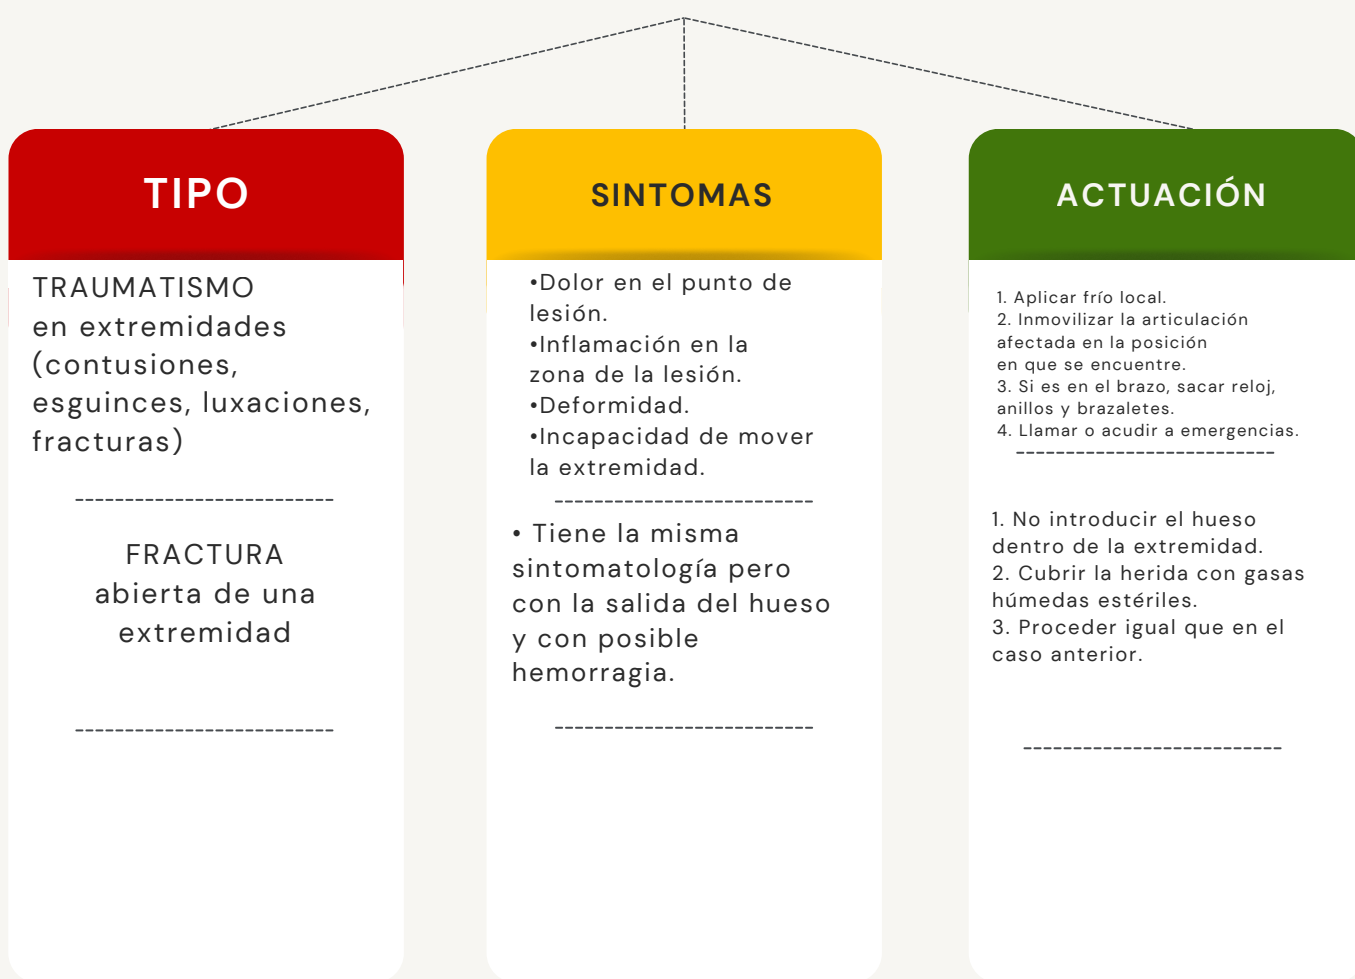 TIPO
TRAUMATISMO
en extremidades
(contusiones,
esguinces, luxaciones,
fracturas)
--------------------------
FRACTURA
abierta de una
extremidad
--------------------------
SINTOMAS
•Dolor en el punto de
lesión.
•Inflamación en la
zona de la lesión.
•Deformidad.
•Incapacidad de mover
la extremidad.
--------------------------
• Tiene la misma
sintomatología pero
con la salida del hueso
y con posible
hemorragia.
--------------------------
ACTUACIÓN
1. Aplicar frío local.
2. Inmovilizar la articulación
afectada en la posición
en que se encuentre.
3. Si es en el brazo, sacar reloj,
anillos y brazaletes.
4. Llamar o acudir a emergencias.
--------------------------
1. No introducir el hueso
dentro de la extremidad.
2. Cubrir la herida con gasas
húmedas estériles.
3. Proceder igual que en el
caso anterior.
--------------------------